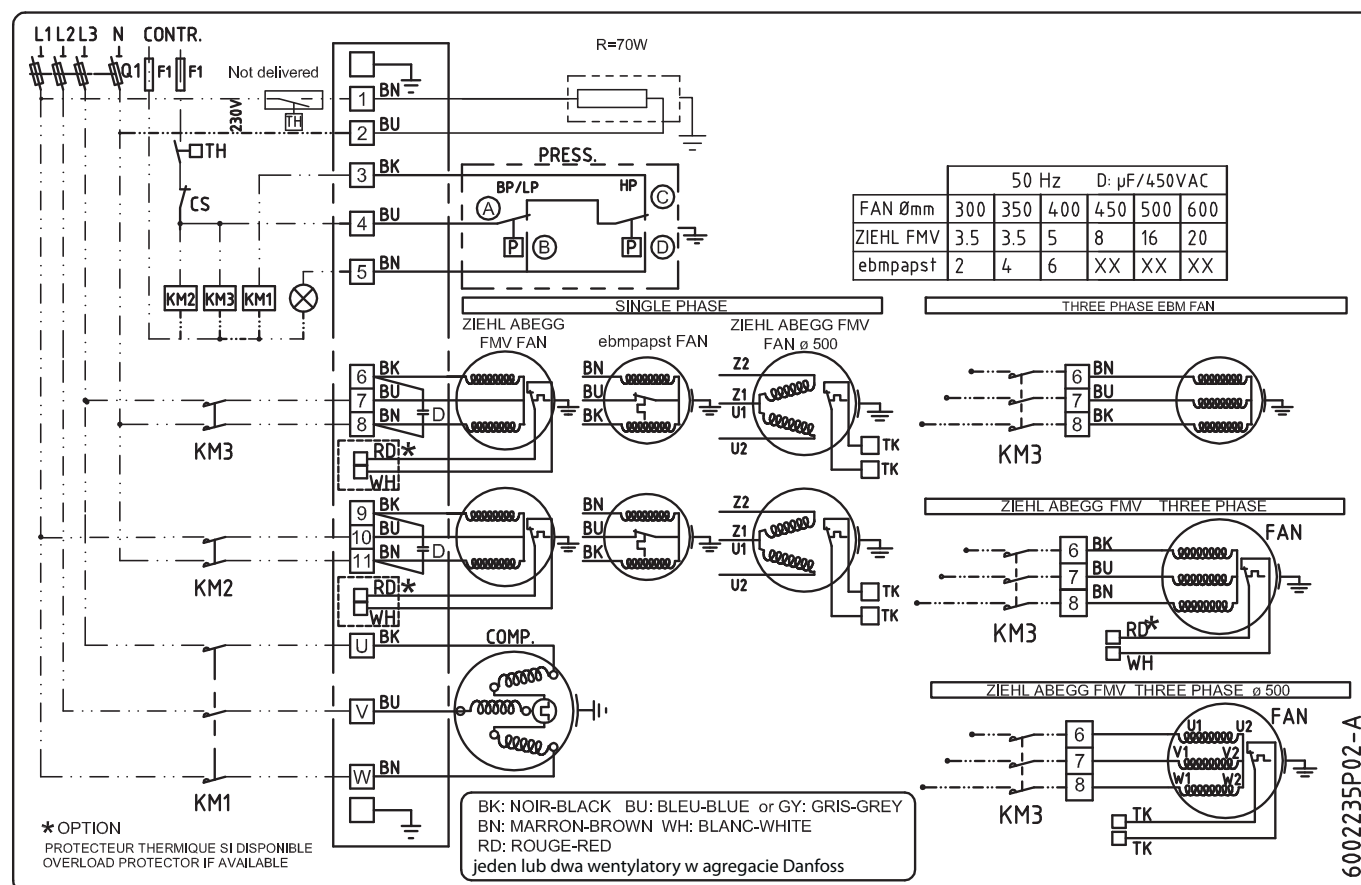 L1 L2 L3 N CONTR.
Q1 F1 F1
Not delivered
230V
TH
R=70W
1 BN
2 BU
TH
CS
3 BK
4 BU
5 BN
PRESS.
BP/LP HP
A C
P B P D
KM2 KM3 KM1
50 Hz D: µF/450VAC
FAN Ømm 300 350 400 450 500 600
ZIEHL FMV 3.5 3.5 5 8 16 20
ebmpapst 2 4 6 XX XX XX
SINGLE PHASE
ZIEHL ABEGG
FMV FAN
ebmpapst FAN
ZIEHL ABEGG FMV
FAN ø 500
6 BK
7 BU
8 BN
D
BN
BU
BK
Z2
Z1
U1
U2
TK
TK
KM3
RD*
WH
9 BK
10 BU
11 BN
D
BN
BU
BK
Z2
Z1
U1
U2
TK
TK
KM2
RD*
WH
U BK
V BU
W BN
COMP.
KM1
THREE PHASE EBM FAN
6 BN
7 BU
8 BK
KM3
ZIEHL ABEGG FMV THREE PHASE
FAN
6 BK
7 BU
8 BN
KM3
RD*
WH
ZIEHL ABEGG FMV THREE PHASE ø 500
FAN
6 U1 U2
7 V1 V2
8 W1 W2
KM3
TK
TK
* OPTION
PROTECTEUR THERMIQUE SI DISPONIBLE
OVERLOAD PROTECTOR IF AVAILABLE
BK: NOIR-BLACK BU: BLEU-BLUE or GY: GRIS-GREY
BN: MARRON-BROWN WH: BLANC-WHITE
RD: ROUGE-RED
jeden lub dwa wentylatory w agregacie Danfoss
6002235P02-A